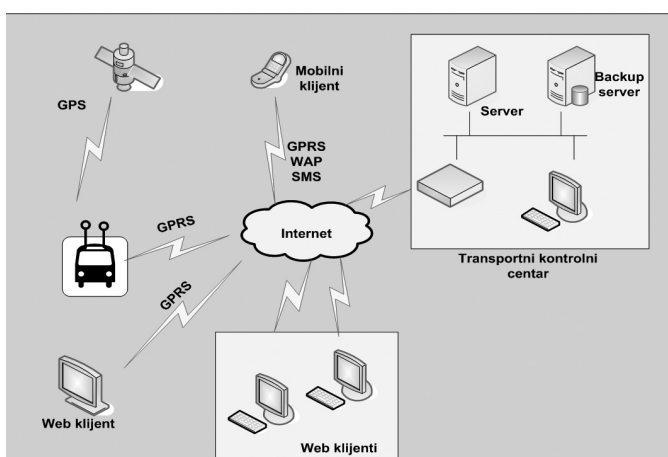 GPS
Mobilni
klijent
GPRS
WAP
SMS
Server
Backup
server
Transportni kontrolni
centar
GPRS
Internet
GPRS
Web klijent
Web klijenti